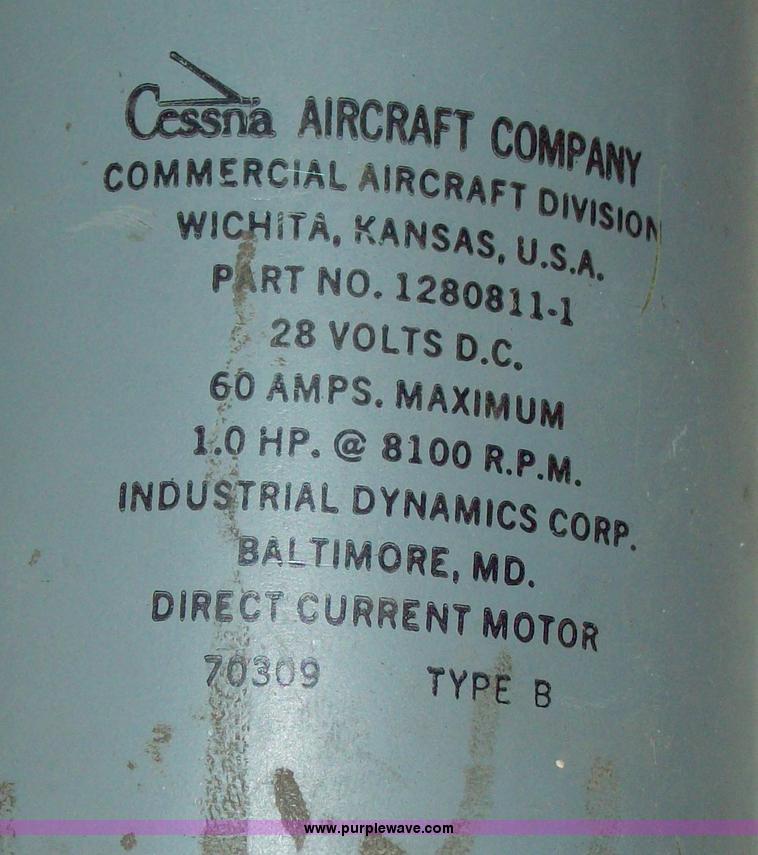 Cessna AIRCRAFT COMPANY
COMMERCIAL AIRCRAFT DIVISION
WICHITA, KANSAS, U.S.A.
PART NO. 1280811-1
28 VOLTS D.C.
60 AMPS. MAXIMUM
1.0 HP. @ 8100 R.P.M.
INDUSTRIAL DYNAMICS CORP.
BALTIMORE, MD.
DIRECT CURRENT MOTOR
70309 TYPE B
www.purplewave.com